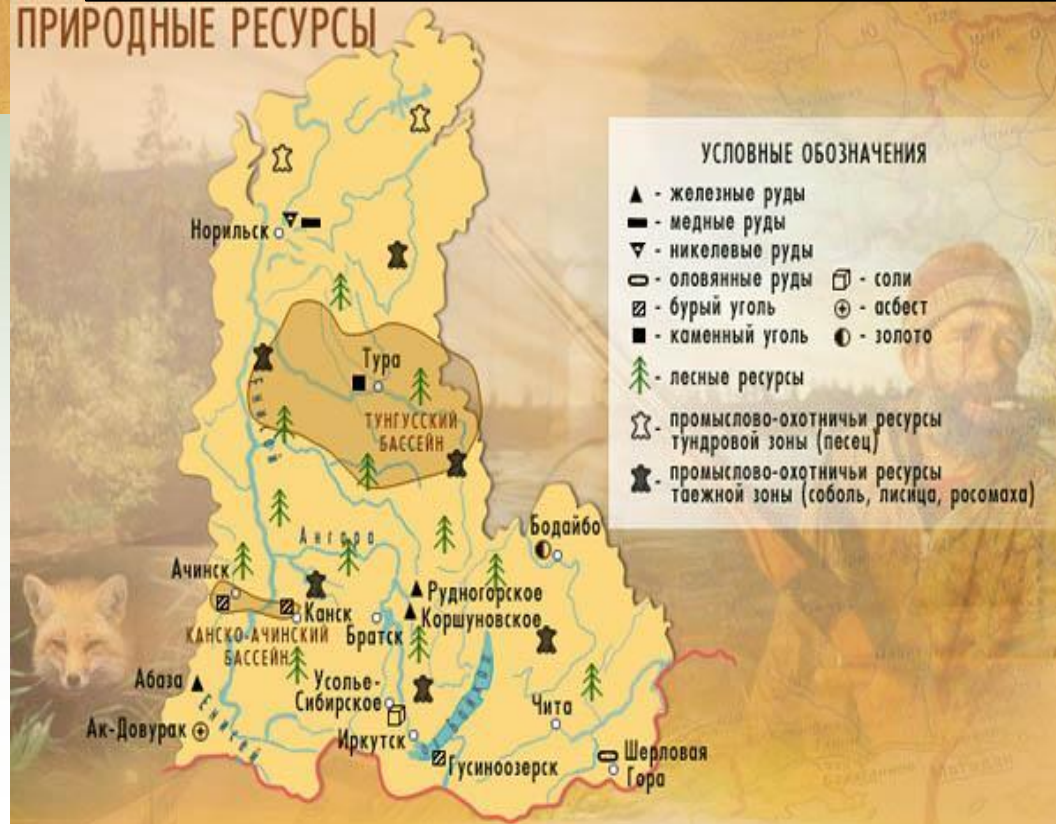 ПРИРОДНЫЕ РЕСУРСЫ
УСЛОВНЫЕ ОБОЗНАЧЕНИЯ
- железные руды
- медные руды
- никелевые руды
- оловянные руды
- соли
- бурый уголь
- асбест
- каменный уголь
- золото
- лесные ресурсы
- промыслово-охотничьи ресурсы
тундровой зоны (песец)
- промыслово-охотничьи ресурсы
таежной зоны (соболь, лисица, росомаха)
Норильск
Тура
ТУНГУССКИЙ
БАССЕЙН
Бодайбо
Ангара
Ачинск
Рудногорское
Канск
Коршуновское
КАНСКО-АЧИНСКИЙ
БАССЕЙН
Братск
Абаза
Усолье-
Сибирское
Енисей
Чита
Ак-Довурак
Иркутск
Гусиноозерск
Шерловая
Гора